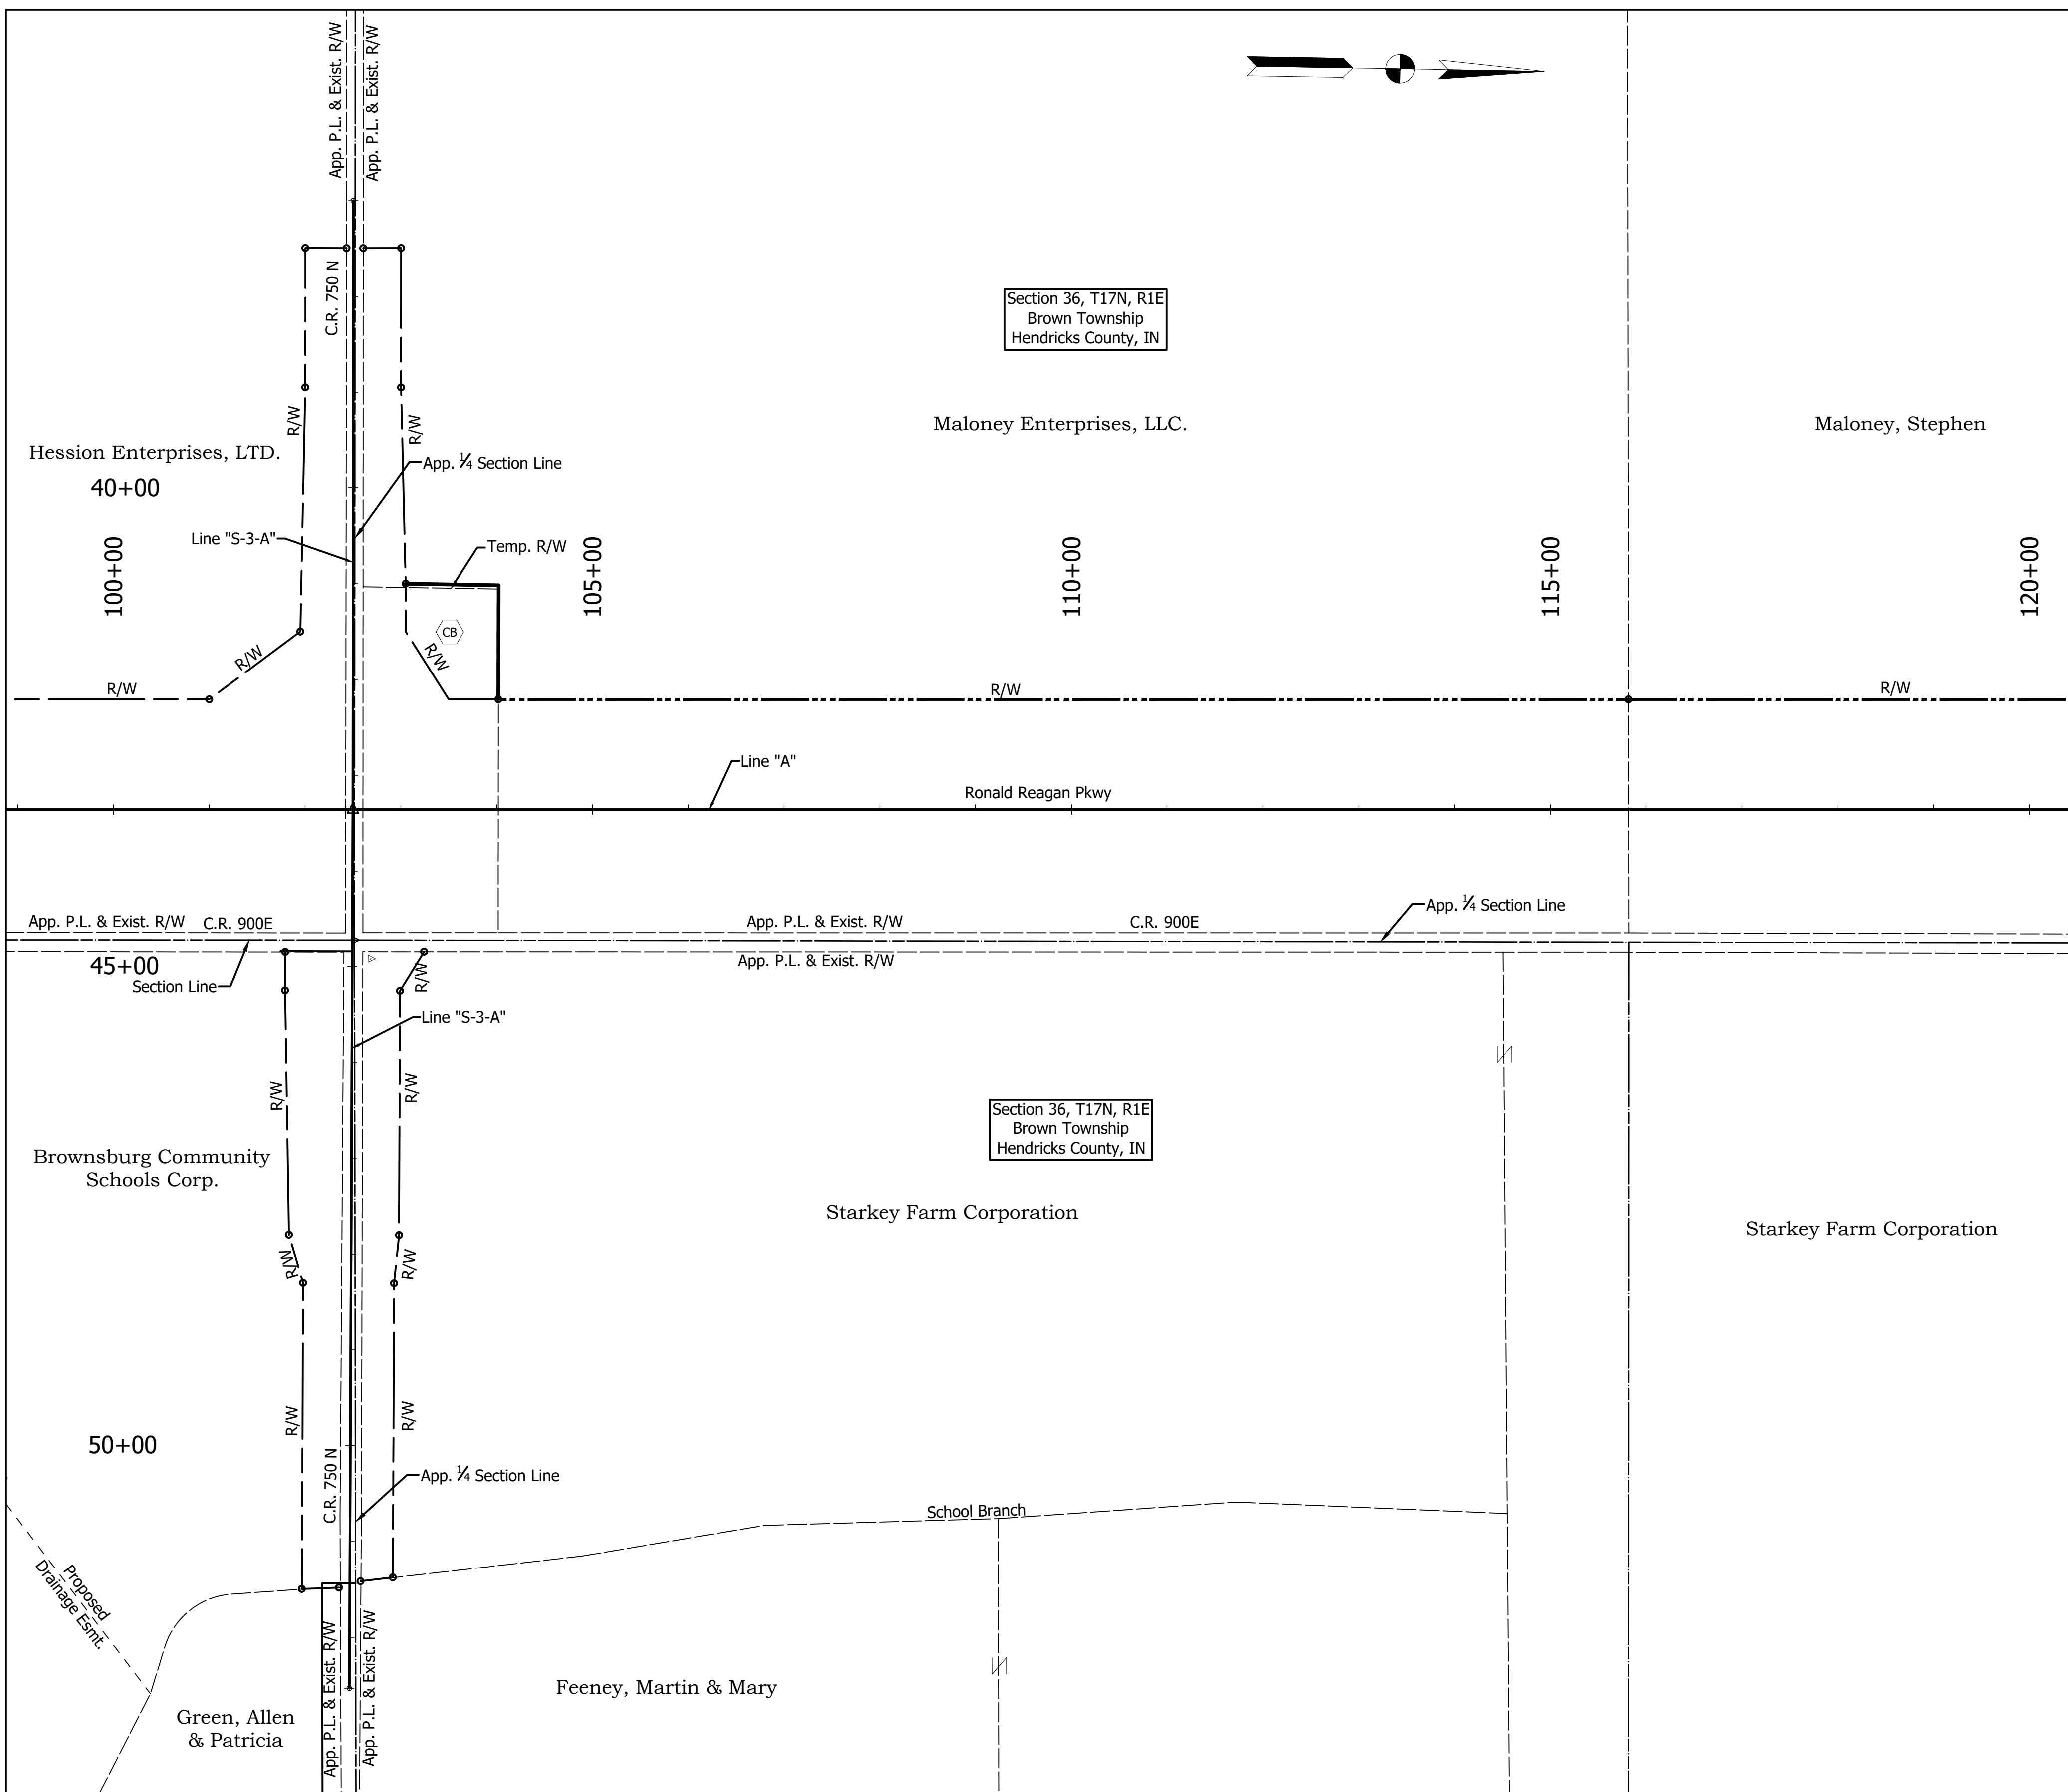 App. P.L. & Exist. R/W
App. P.L. & Exist. R/W
C.R. 750 N
Section 36, T17N, R1E
Brown Township
Hendricks County, IN
R/W
R/W
Maloney Enterprises, LLC.
Maloney, Stephen
Hession Enterprises, LTD.
App. ¼ Section Line
40+00
Line "S-3-A"
Temp. R/W
100+00
105+00
110+00
115+00
120+00
CB
R/W
R/W
R/W
R/W
R/W
Line "A"
Ronald Reagan Pkwy
App. P.L. & Exist. R/W
C.R. 900E
App. P.L. & Exist. R/W
C.R. 900E
App. ¼ Section Line
45+00
App. P.L. & Exist. R/W
Section Line
R/W
Line "S-3-A"
R/W
R/W
Section 36, T17N, R1E
Brown Township
Hendricks County, IN
Brownsburg Community
Schools Corp.
Starkey Farm Corporation
Starkey Farm Corporation
R/W
R/W
R/W
R/W
50+00
C.R. 750 N
App. ¼ Section Line
School Branch
Proposed
Drainage Esmt.
App. P.L. & Exist. R/W
App. P.L. & Exist. R/W
Feeney, Martin & Mary
Green, Allen
& Patricia